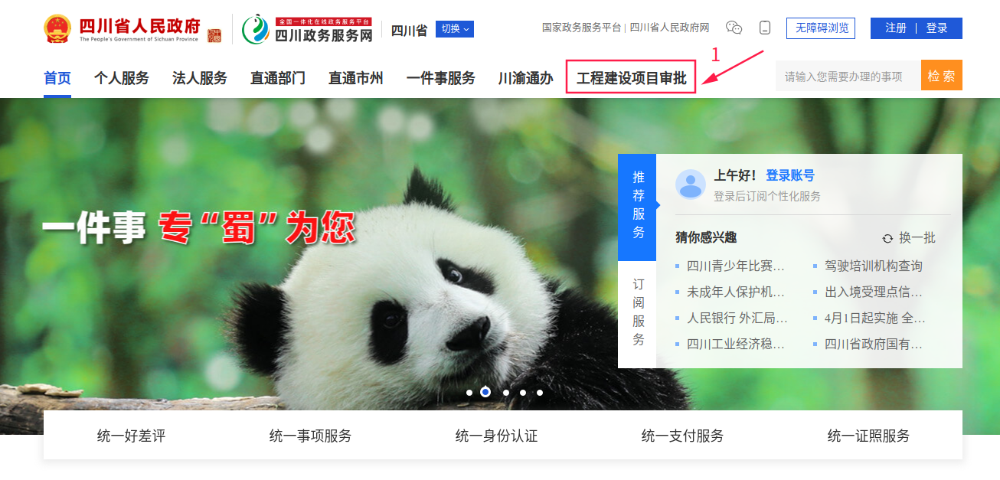 四川省人民政府
The People's Government of Sichuan Province
全国一体化在线政务服务平台
四川政务服务网
四川省 切换
国家政务服务平台 | 四川省人民政府网
无障碍浏览
注册 | 登录
首页 个人服务 法人服务 直通部门 直通市州 一件事服务 川渝通办 工程建设项目审批
1
请输入您需要办理的事项
检 索
一件事 专“蜀”为您
推荐服务
订阅服务
上午好！ 登录账号
登录后订阅个性化服务
猜你感兴趣 换一批
四川青少年比赛… 驾驶培训机构查询
未成年人保护机… 出入境受理点信…
人民银行 外汇局… 4月1日起实施 全…
四川工业经济稳… 四川省政府国有…
统一好差评 统一事项服务 统一身份认证 统一支付服务 统一证照服务